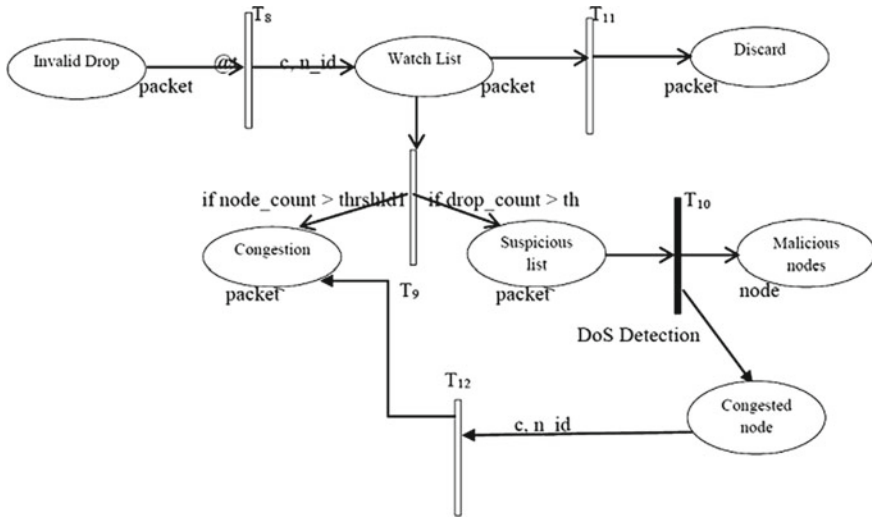 T8
T11
Invalid Drop
@t
c, n_id
Watch List
Discard
packet
packet
packet
if node_count > thrshld1
if drop_count > th
T10
Congestion
Suspicious
list
Malicious
nodes
packet
T9
packet
node
DoS Detection
T12
Congested
node
c, n_id